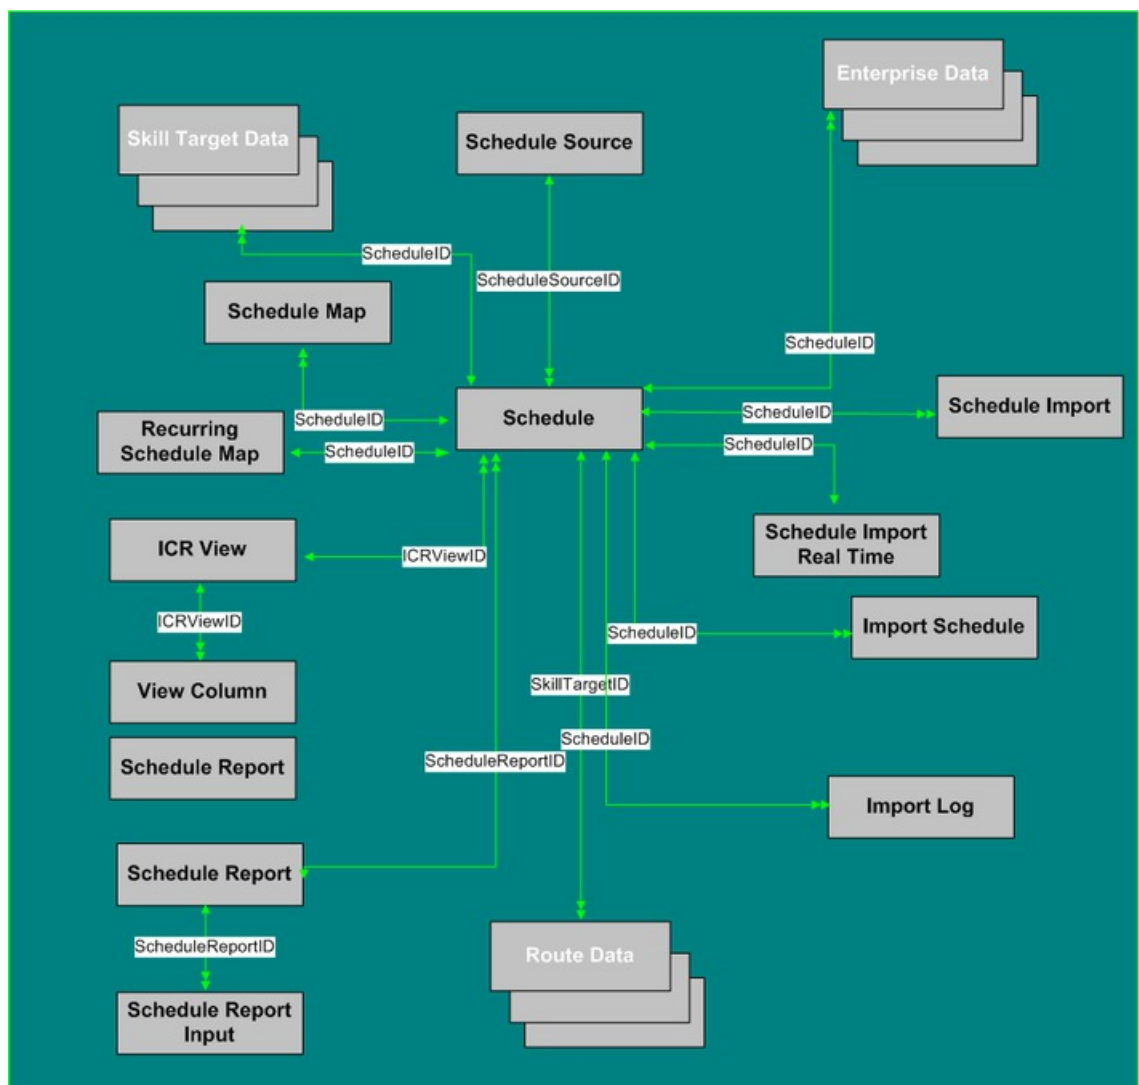 Enterprise Data
Skill Target Data
Schedule Source
ScheduleID
ScheduleSourceID
Schedule Map
ScheduleID
Schedule
ScheduleID
Schedule Import
ScheduleID
Recurring
Schedule Map
ScheduleID
ScheduleID
Schedule Import
Real Time
ICR View
ICRViewID
ICRViewID
ScheduleID
Import Schedule
View Column
SkillTargetID
ScheduleID
Schedule Report
ScheduleReportID
Import Log
Schedule Report
ScheduleReportID
Route Data
Schedule Report
Input